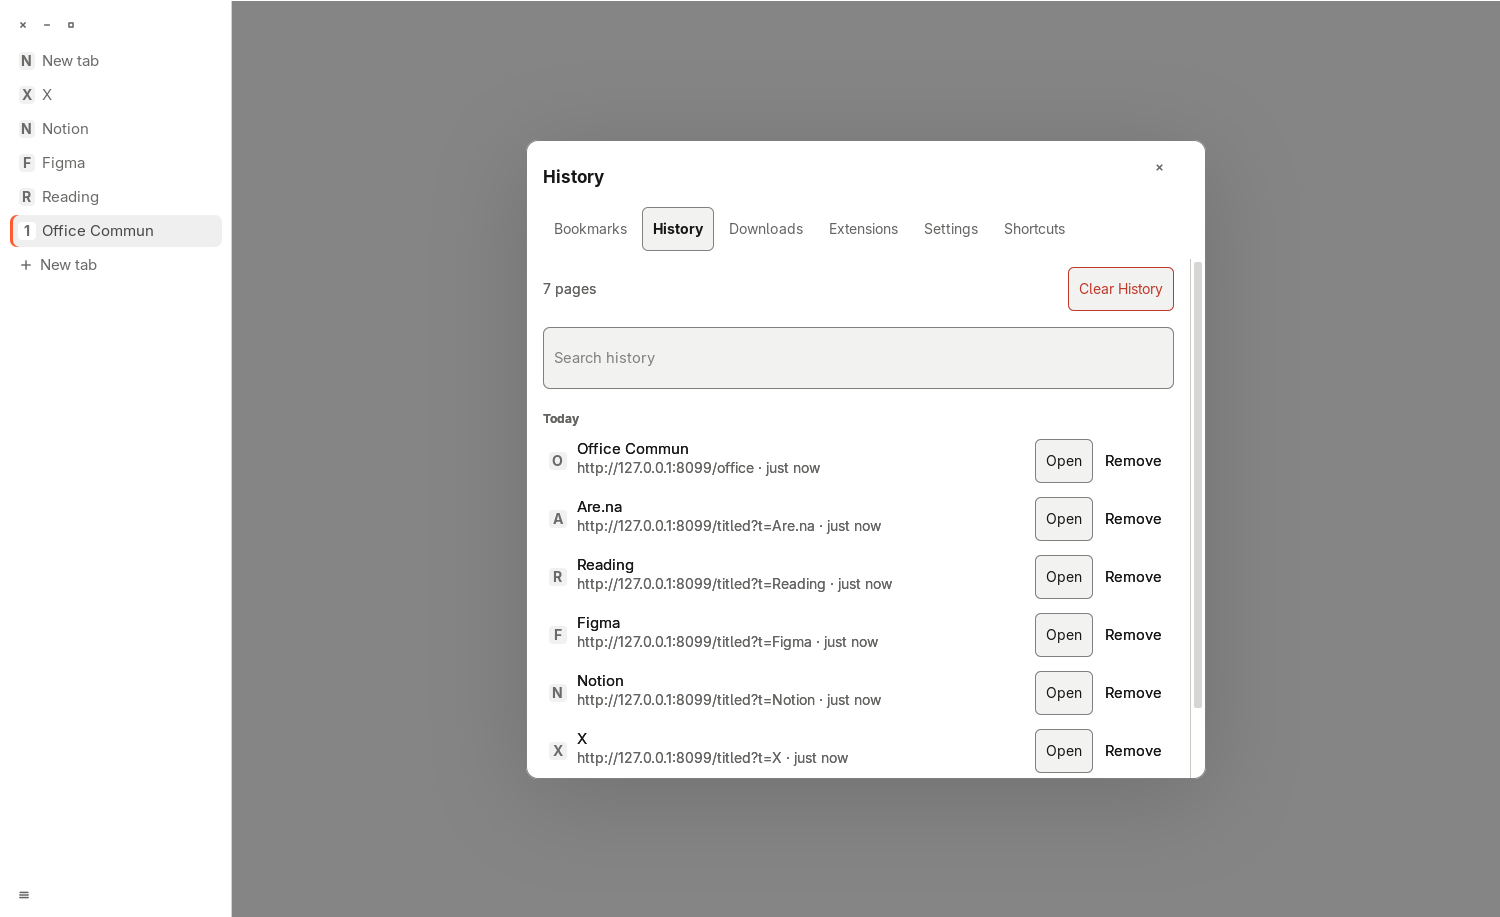 N New tab
X X
N Notion
F Figma
R Reading
1 Office Commun
+ New tab
History
×
Bookmarks History Downloads Extensions Settings Shortcuts
7 pages
Clear History
Search history
Today
O Office Commun
http://127.0.0.1:8099/office · just now
Open Remove
A Are.na
http://127.0.0.1:8099/titled?t=Are.na · just now
Open Remove
R Reading
http://127.0.0.1:8099/titled?t=Reading · just now
Open Remove
F Figma
http://127.0.0.1:8099/titled?t=Figma · just now
Open Remove
N Notion
http://127.0.0.1:8099/titled?t=Notion · just now
Open Remove
X X
http://127.0.0.1:8099/titled?t=X · just now
Open Remove